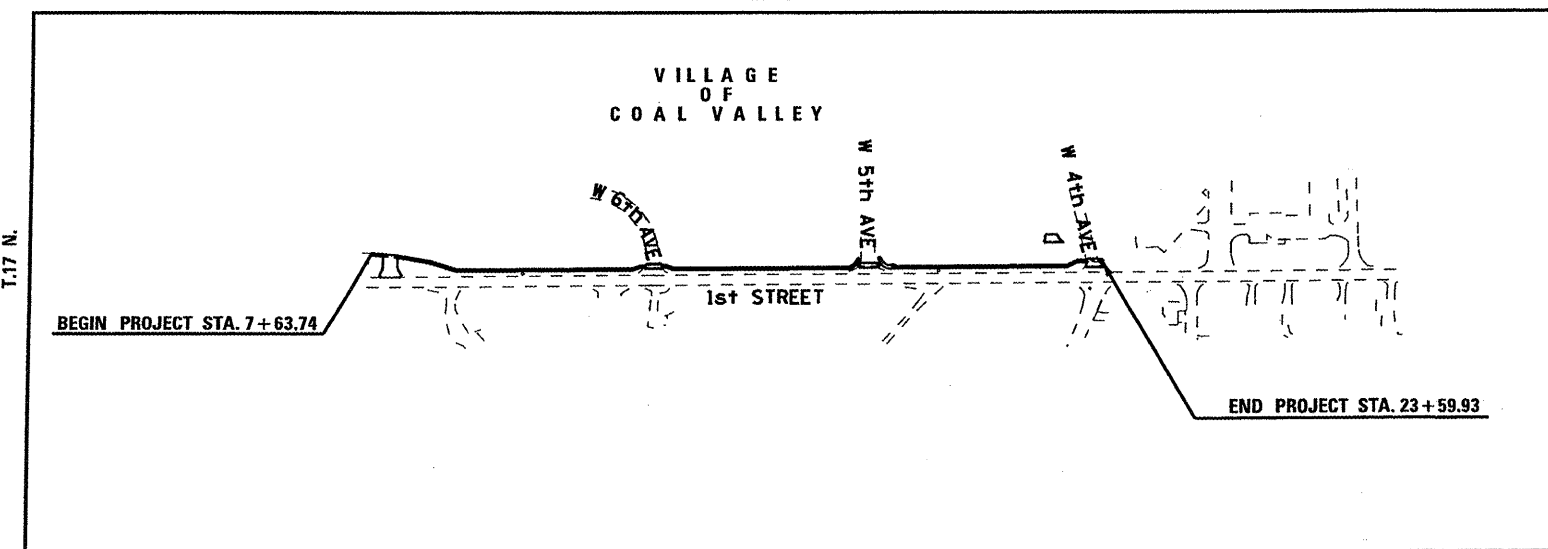 VILLAGE
OF
COAL VALLEY
W 6th AVE
W 5th AVE
W 4th AVE
T.17 N.
1st STREET
BEGIN PROJECT STA. 7+63.74
END PROJECT STA. 23+59.93